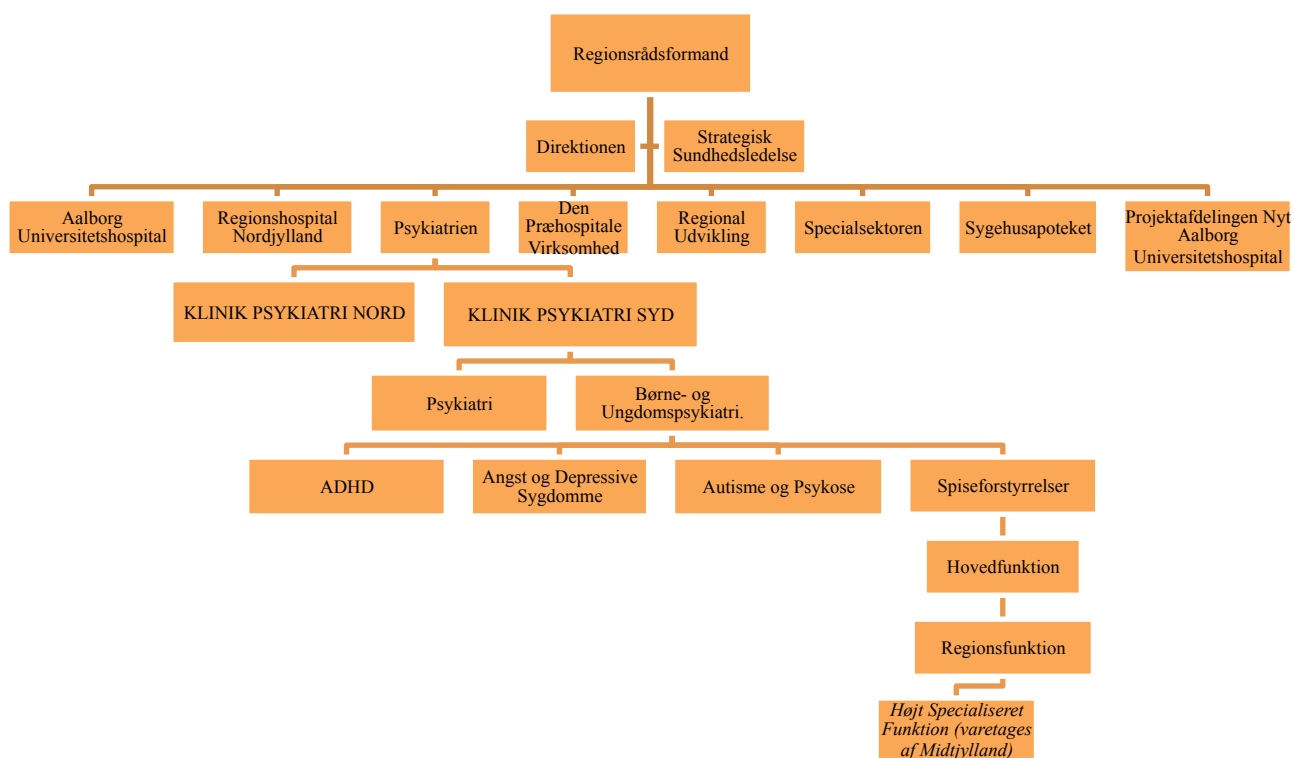 Regionsrådsformand
Direktionen
Strategisk
Sundhedsledelse
Aalborg
Universitetshospital
Regionshospital
Nordjylland
Psykiatrien
Den
Præhospitale
Virksomhed
Regional
Udvikling
Specialsektoren
Sygehusapoteket
Projektafdelingen Nyt
Aalborg
Universitetshospital
KLINIK PSYKIATRI NORD
KLINIK PSYKIATRI SYD
Psykiatri
Børne- og
Ungdomspsykiatri.
ADHD
Angst og Depressive
Sygdomme
Autisme og Psykose
Spiseforstyrrelser
Hovedfunktion
Regionsfunktion
Højt Specialiseret
Funktion (varetages
af Midtjylland)